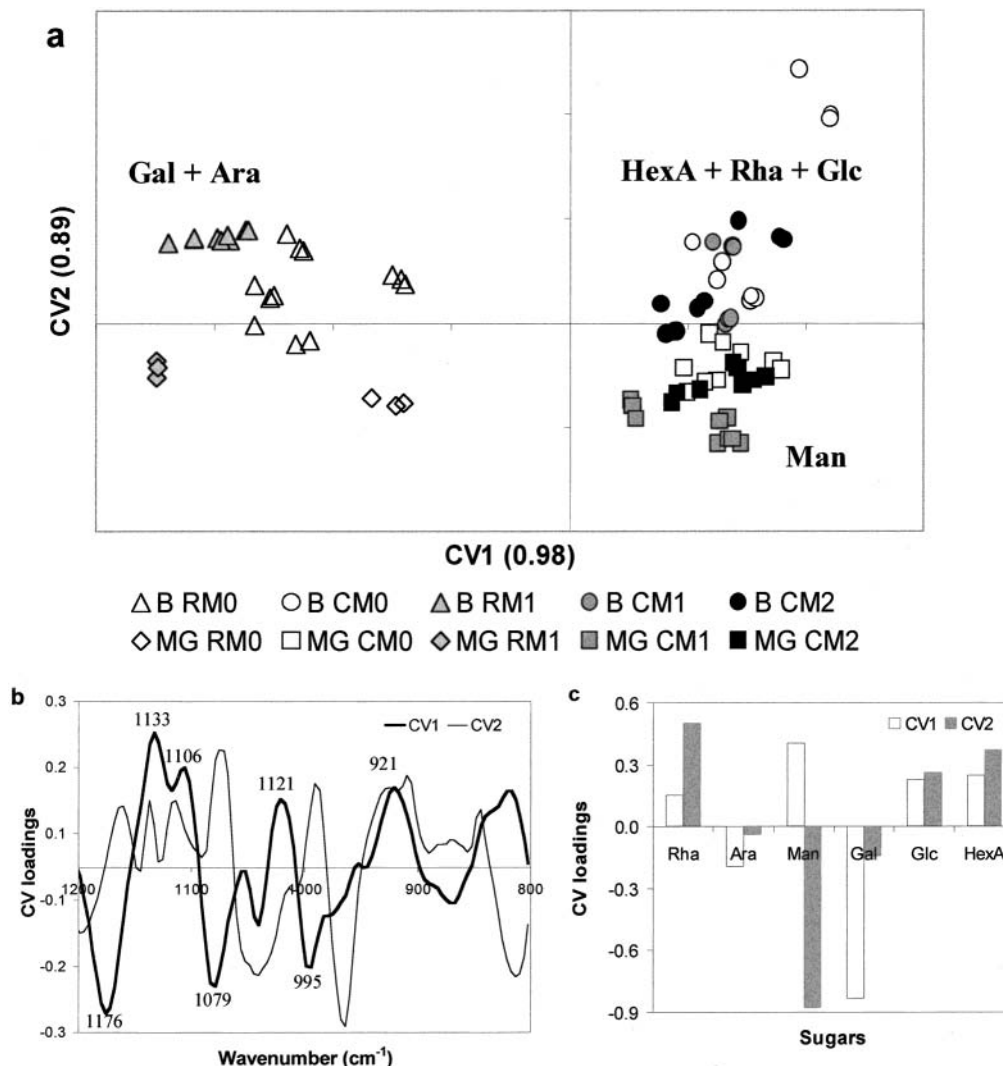 a
Gal + Ara
HexA + Rha + Glc
Man
CV2 (0.89)
CV1 (0.98)
B RM0 B CM0 B RM1 B CM1 B CM2
MG RM0 MG CM0 MG RM1 MG CM1 MG CM2
b
0.3
0.2
0.1
-0.1
-0.2
-0.3
CV loadings
1133
1106
1121
921
1176
1079
995
CV1 CV2
1200 1100 1000 900 800
Wavenumber (cm⁻¹)
c
0.6
0.3
0.0
-0.3
-0.6
-0.9
CV loadings
CV1 CV2
Rha Ara Man Gal Glc HexA
Sugars